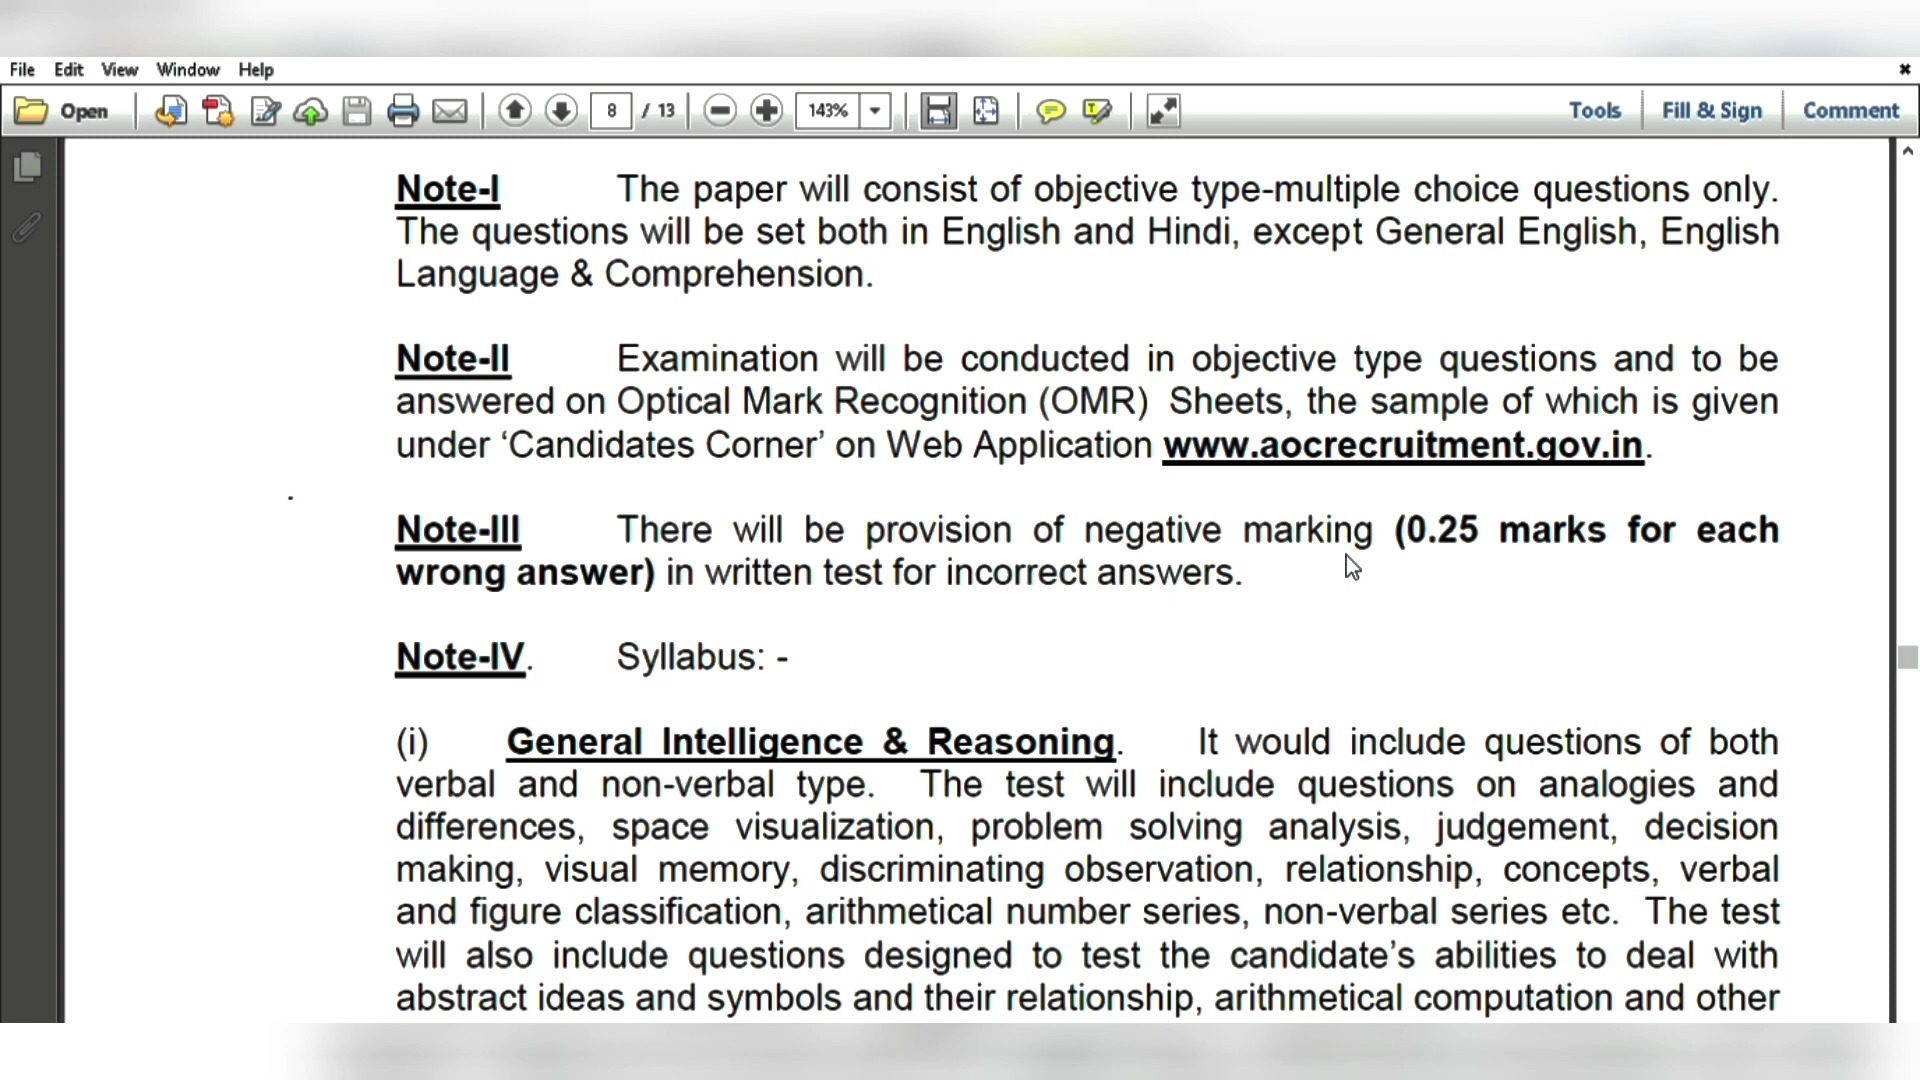 File Edit View Window Help
Open 8 / 13 143% Tools Fill & Sign Comment
Note-I The paper will consist of objective type-multiple choice questions only.
The questions will be set both in English and Hindi, except General English, English
Language & Comprehension.
Note-II Examination will be conducted in objective type questions and to be
answered on Optical Mark Recognition (OMR) Sheets, the sample of which is given
under ‘Candidates Corner’ on Web Application www.aocrecruitment.gov.in.
Note-III There will be provision of negative marking (0.25 marks for each
wrong answer) in written test for incorrect answers.
Note-IV. Syllabus: -
(i) General Intelligence & Reasoning. It would include questions of both
verbal and non-verbal type. The test will include questions on analogies and
differences, space visualization, problem solving analysis, judgement, decision
making, visual memory, discriminating observation, relationship, concepts, verbal
and figure classification, arithmetical number series, non-verbal series etc. The test
will also include questions designed to test the candidate’s abilities to deal with
abstract ideas and symbols and their relationship, arithmetical computation and other